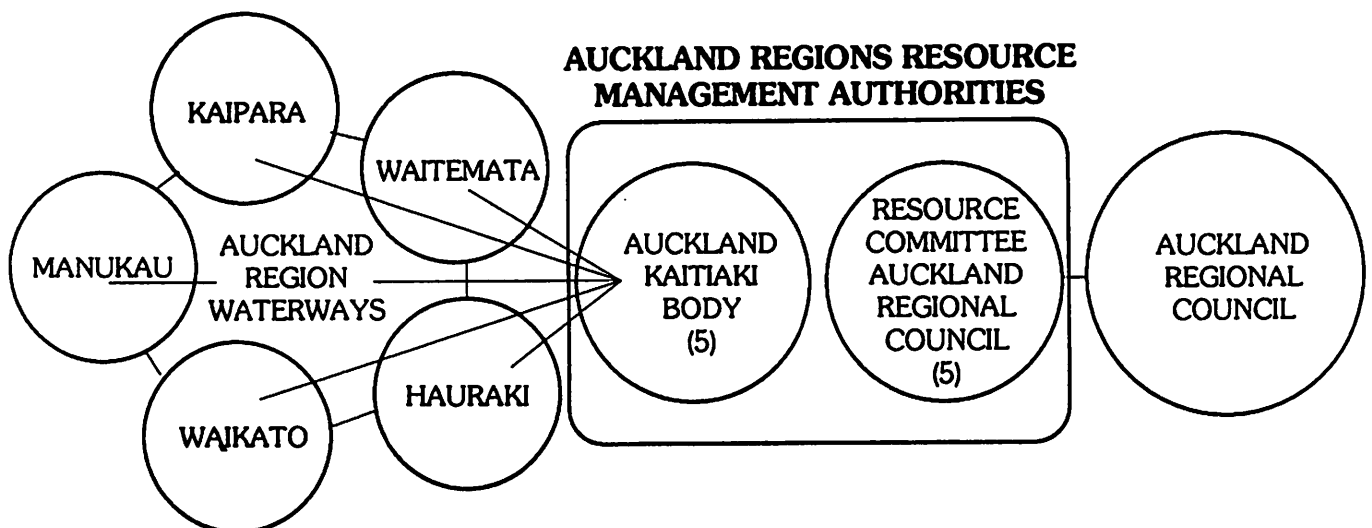 AUCKLAND REGIONS RESOURCE
MANAGEMENT AUTHORITIES
KAIPARA
WAITEMATA
MANUKAU
AUCKLAND
REGION
WATERWAYS
WAIKATO
HAURAKI
AUCKLAND
KAITIAKI
BODY
(5)
RESOURCE
COMMITTEE
AUCKLAND
REGIONAL
COUNCIL
(5)
AUCKLAND
REGIONAL
COUNCIL